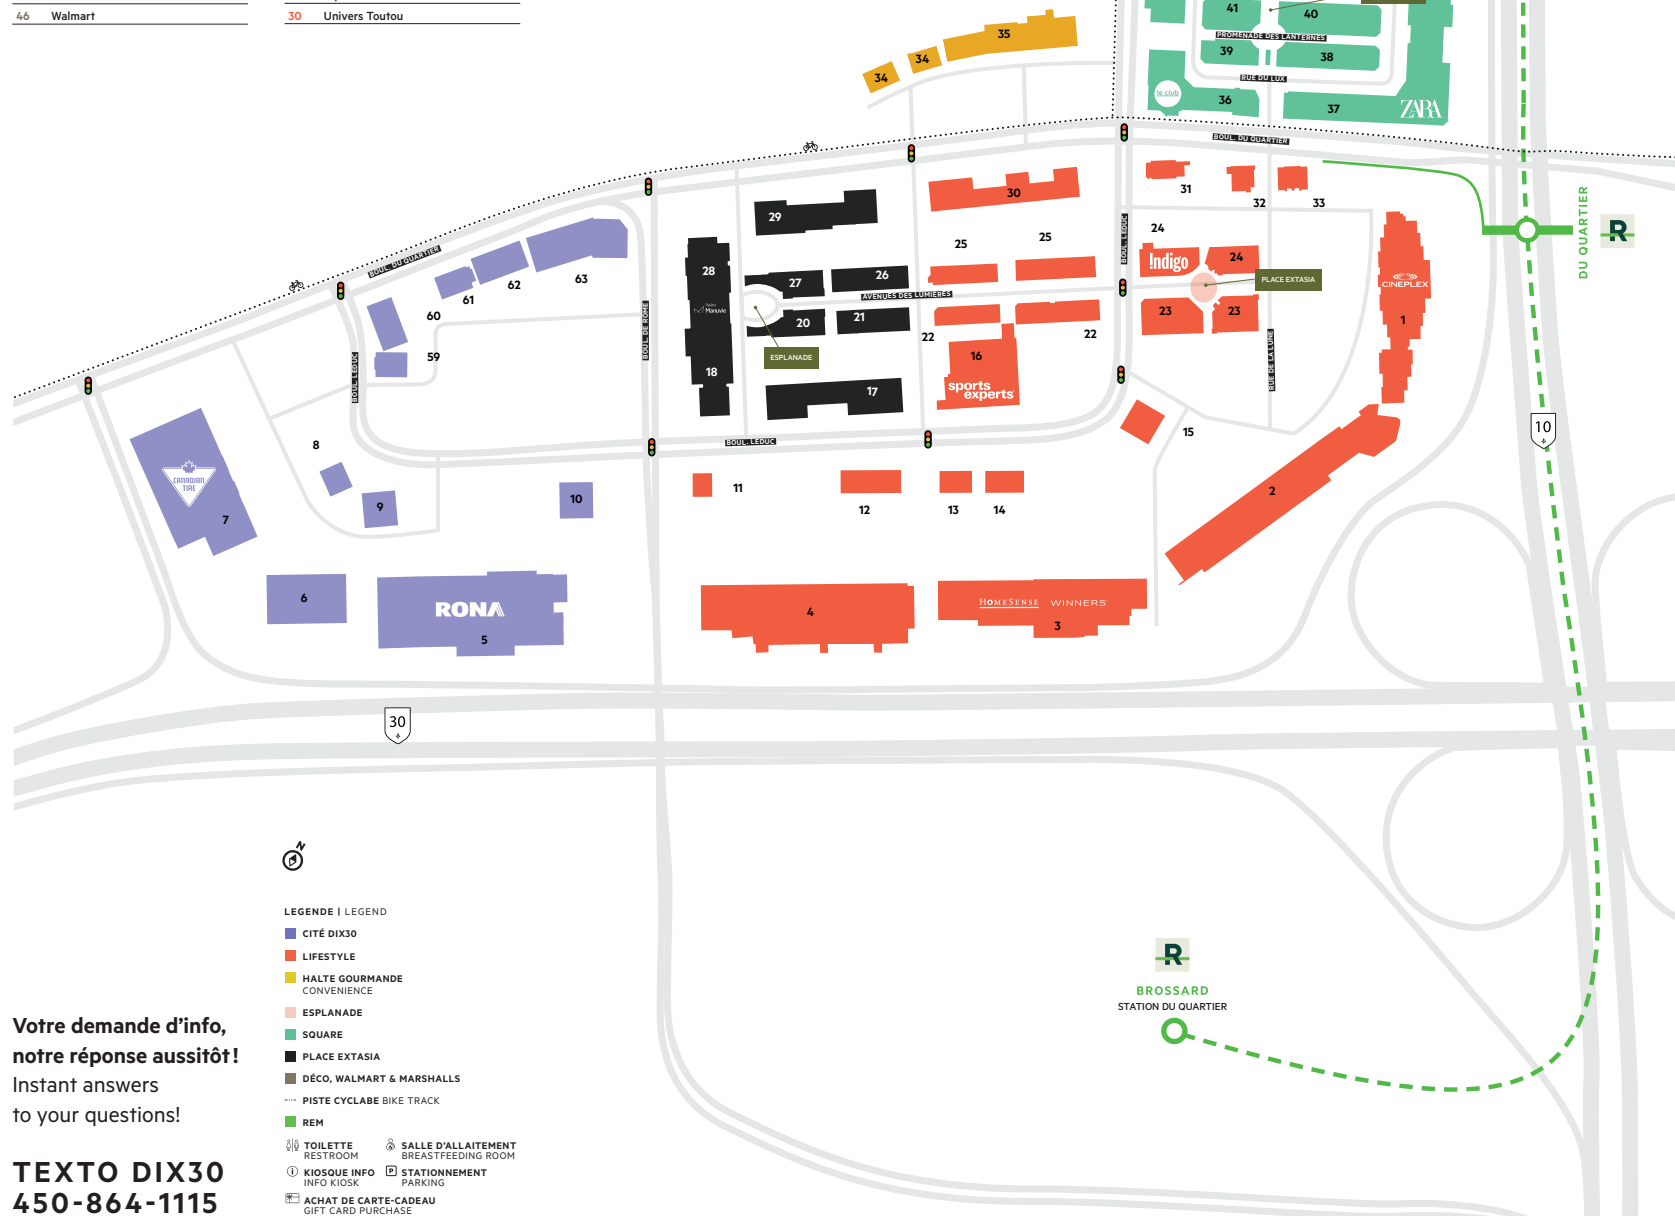 46 Walmart
30 Univers Toutou
41
40
PROMENADE DES LANTERNES
39
38
RUE DU LUX
le club
36
37
ZARA
35
34
34
BOUL. DU QUARTIER
31
32
33
30
29
28
Manuvie
18
27
26
AVENUES DES LUMIÈRES
20
21
ESPLANADE
17
25
25
24
Indigo
24
PLACE EXTASIA
23
23
22
22
16
sports experts
BOUL. LEDUC
RUE DE LA LUNE
CINEPLEX
1
DU QUARTIER
R
10
BOUL. DU QUARTIER
63
62
61
60
59
BOUL. LEDUC
BOUL. DE ROME
BOUL. LEDUC
15
2
8
9
10
11
12
13
14
CANADIAN TIRE
7
6
RONA
5
4
HOMESENSE WINNERS
3
30
N
R
BROSSARD
STATION DU QUARTIER
LEGENDE | LEGEND
CITÉ DIX30
LIFESTYLE
HALTE GOURMANDE
CONVENIENCE
ESPLANADE
SQUARE
PLACE EXTASIA
DÉCO, WALMART & MARSHALLS
PISTE CYCLABE BIKE TRACK
REM
TOILETTE
RESTROOM
SALLE D'ALLAITEMENT
BREASTFEEDING ROOM
KIOSQUE INFO
INFO KIOSK
P STATIONNEMENT
PARKING
ACHAT DE CARTE-CADEAU
GIFT CARD PURCHASE
Votre demande d'info,
notre réponse aussitôt !
Instant answers
to your questions!
TEXTO DIX30
450-864-1115